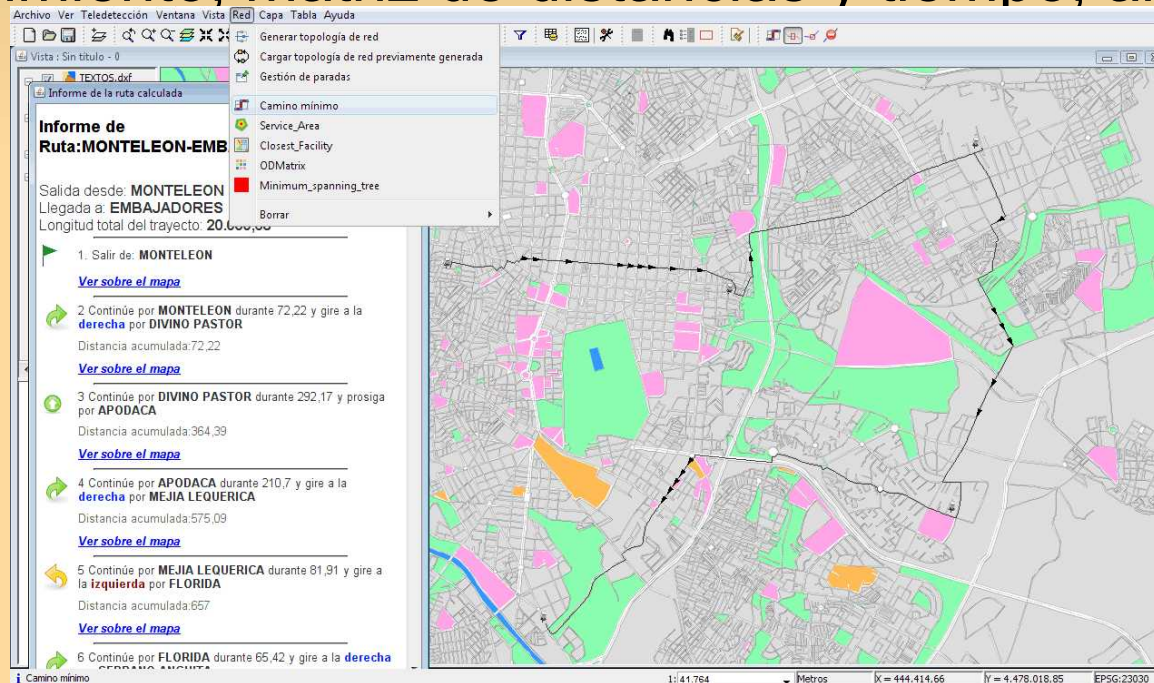 matriz de distancias y tiempo,
Archivo Ver Teledetección Ventana Vista Red Capa Tabla Ayuda
Generar topología de red
Vista : Sin título - 0
Cargar topología de red previamente generada
TEXTOS.dxf
Gestión de paradas
Informe de la ruta calculada
Camino mínimo
Informe de
Service_Area
Ruta:MONTELEON-EMB
Closest_Facility
ODMatrix
Salida desde: MONTELEON
Minimum_spanning_tree
Llegada a: EMBAJADORES
Borrar
Longitud total del trayecto:
1. Salir de: MONTELEON
Ver sobre el mapa
2 Continúe por MONTELEON durante 72,22 y gire a la
derecha por DIVINO PASTOR
Distancia acumulada:72,22
Ver sobre el mapa
3 Continúe por DIVINO PASTOR durante 292,17 y prosiga
por APODACA
Distancia acumulada:364,39
Ver sobre el mapa
4 Continúe por APODACA durante 210,7 y gire a la
derecha por MEJIA LEQUERICA
Distancia acumulada:575,09
Ver sobre el mapa
5 Continúe por MEJIA LEQUERICA durante 81,91 y gire a
la izquierda por FLORIDA
Distancia acumulada:657
Ver sobre el mapa
6 Continúe por FLORIDA durante 65,42 y gire a la derecha
Camino mínimo 1: 41.764 Metros X = 444.414.66 Y = 4.478.018.85 EPSG:23030